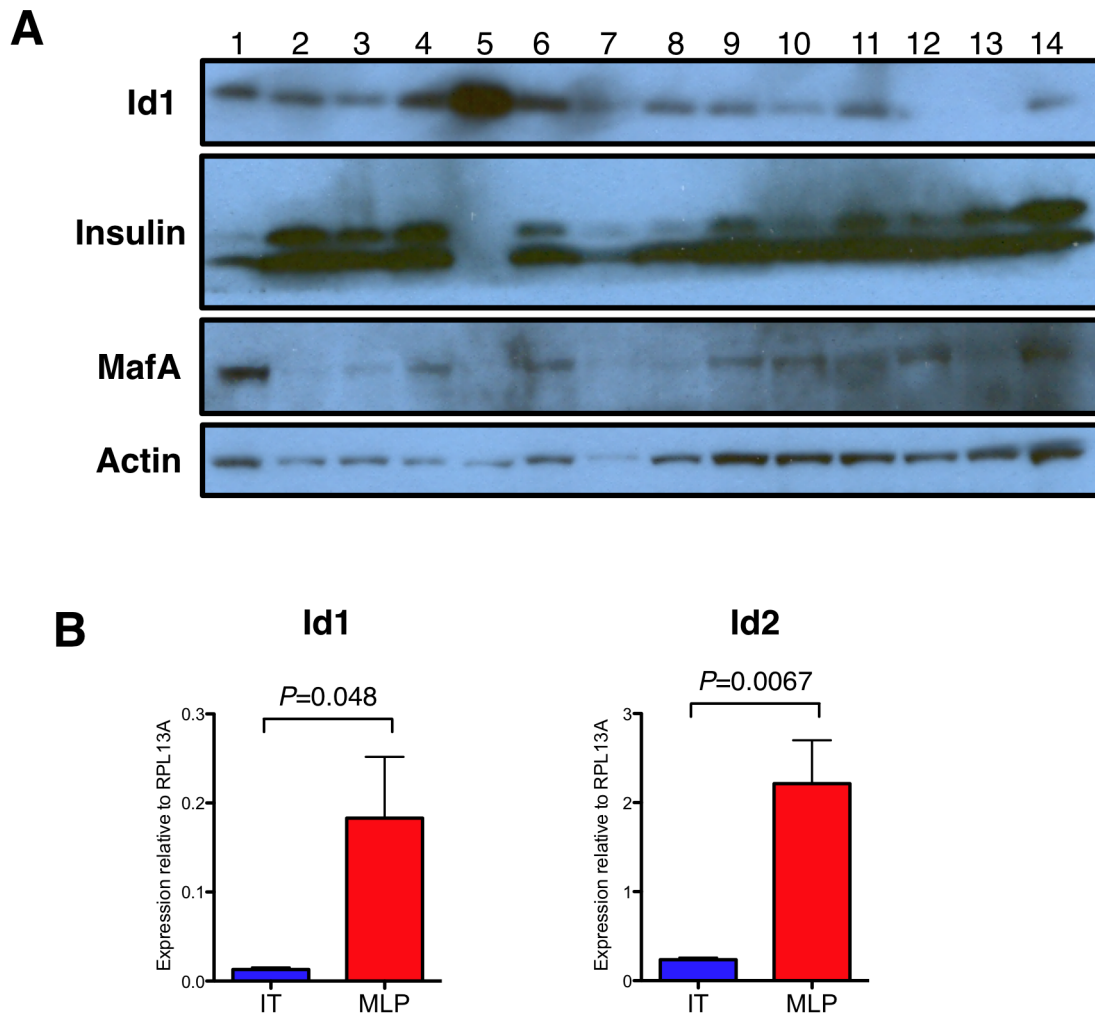 A
1 2 3 4 5 6 7 8 9 10 11 12 13 14
Id1
Insulin
MafA
Actin
B
Id1
P=0.048
Expression relative to RPL13A
0.3
0.2
0.1
0.0
IT MLP
Id2
P=0.0067
Expression relative to RPL13A
3
2
1
0
IT MLP